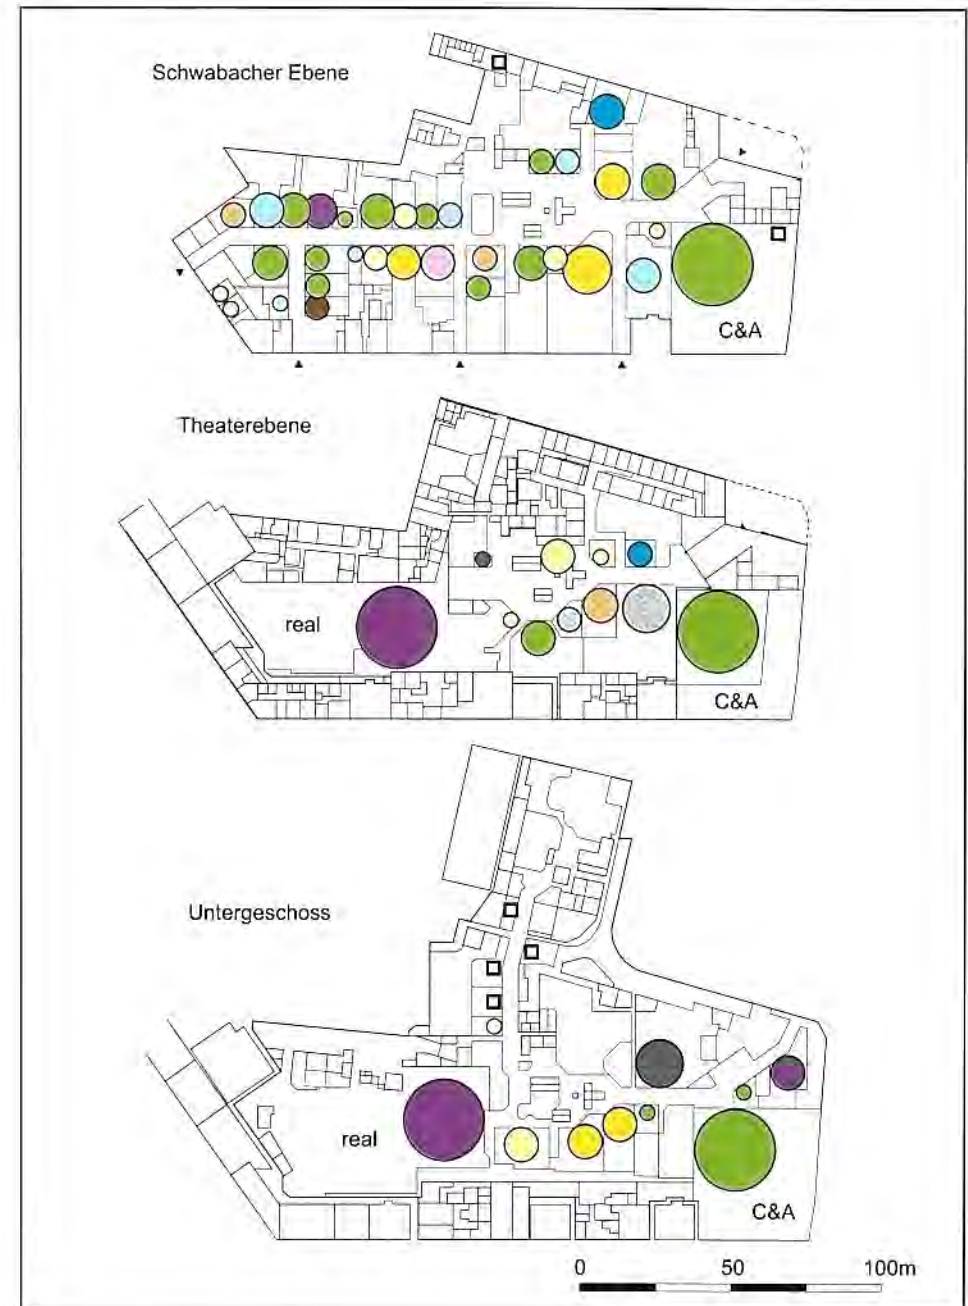 Schwabacher Ebene
C&A
Theaterebene
real
C&A
Untergeschoss
real
C&A
0 50 100m